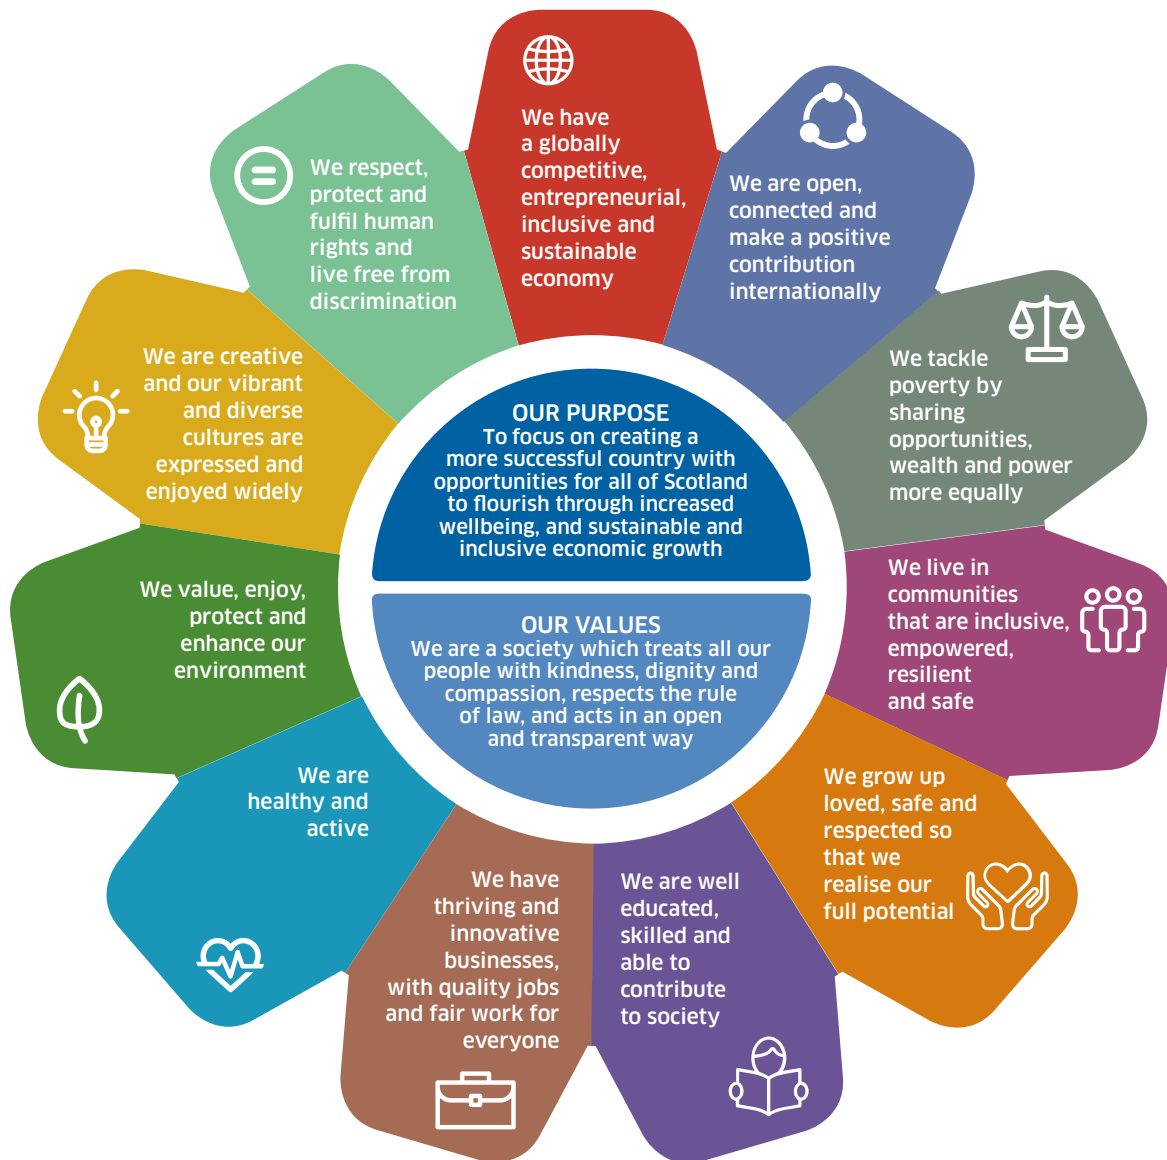 We have
a globally
competitive,
entrepreneurial,
inclusive and
sustainable
economy
We are open,
connected and
make a positive
contribution
internationally
We tackle
poverty by
sharing
opportunities,
wealth and power
more equally
We live in
communities
that are inclusive,
empowered,
resilient
and safe
We grow up
loved, safe and
respected so
that we
realise our
full potential
We are well
educated,
skilled and
able to
contribute
to society
We have
thriving and
innovative
businesses,
with quality jobs
and fair work for
everyone
We are
healthy and
active
We value, enjoy,
protect and
enhance our
environment
We are creative
and our vibrant
and diverse
cultures are
expressed and
enjoyed widely
We respect,
protect and
fulfil human
rights and
live free from
discrimination
OUR PURPOSE
To focus on creating a
more successful country with
opportunities for all of Scotland
to flourish through increased
wellbeing, and sustainable and
inclusive economic growth
OUR VALUES
We are a society which treats all our
people with kindness, dignity and
compassion, respects the rule
of law, and acts in an open
and transparent way